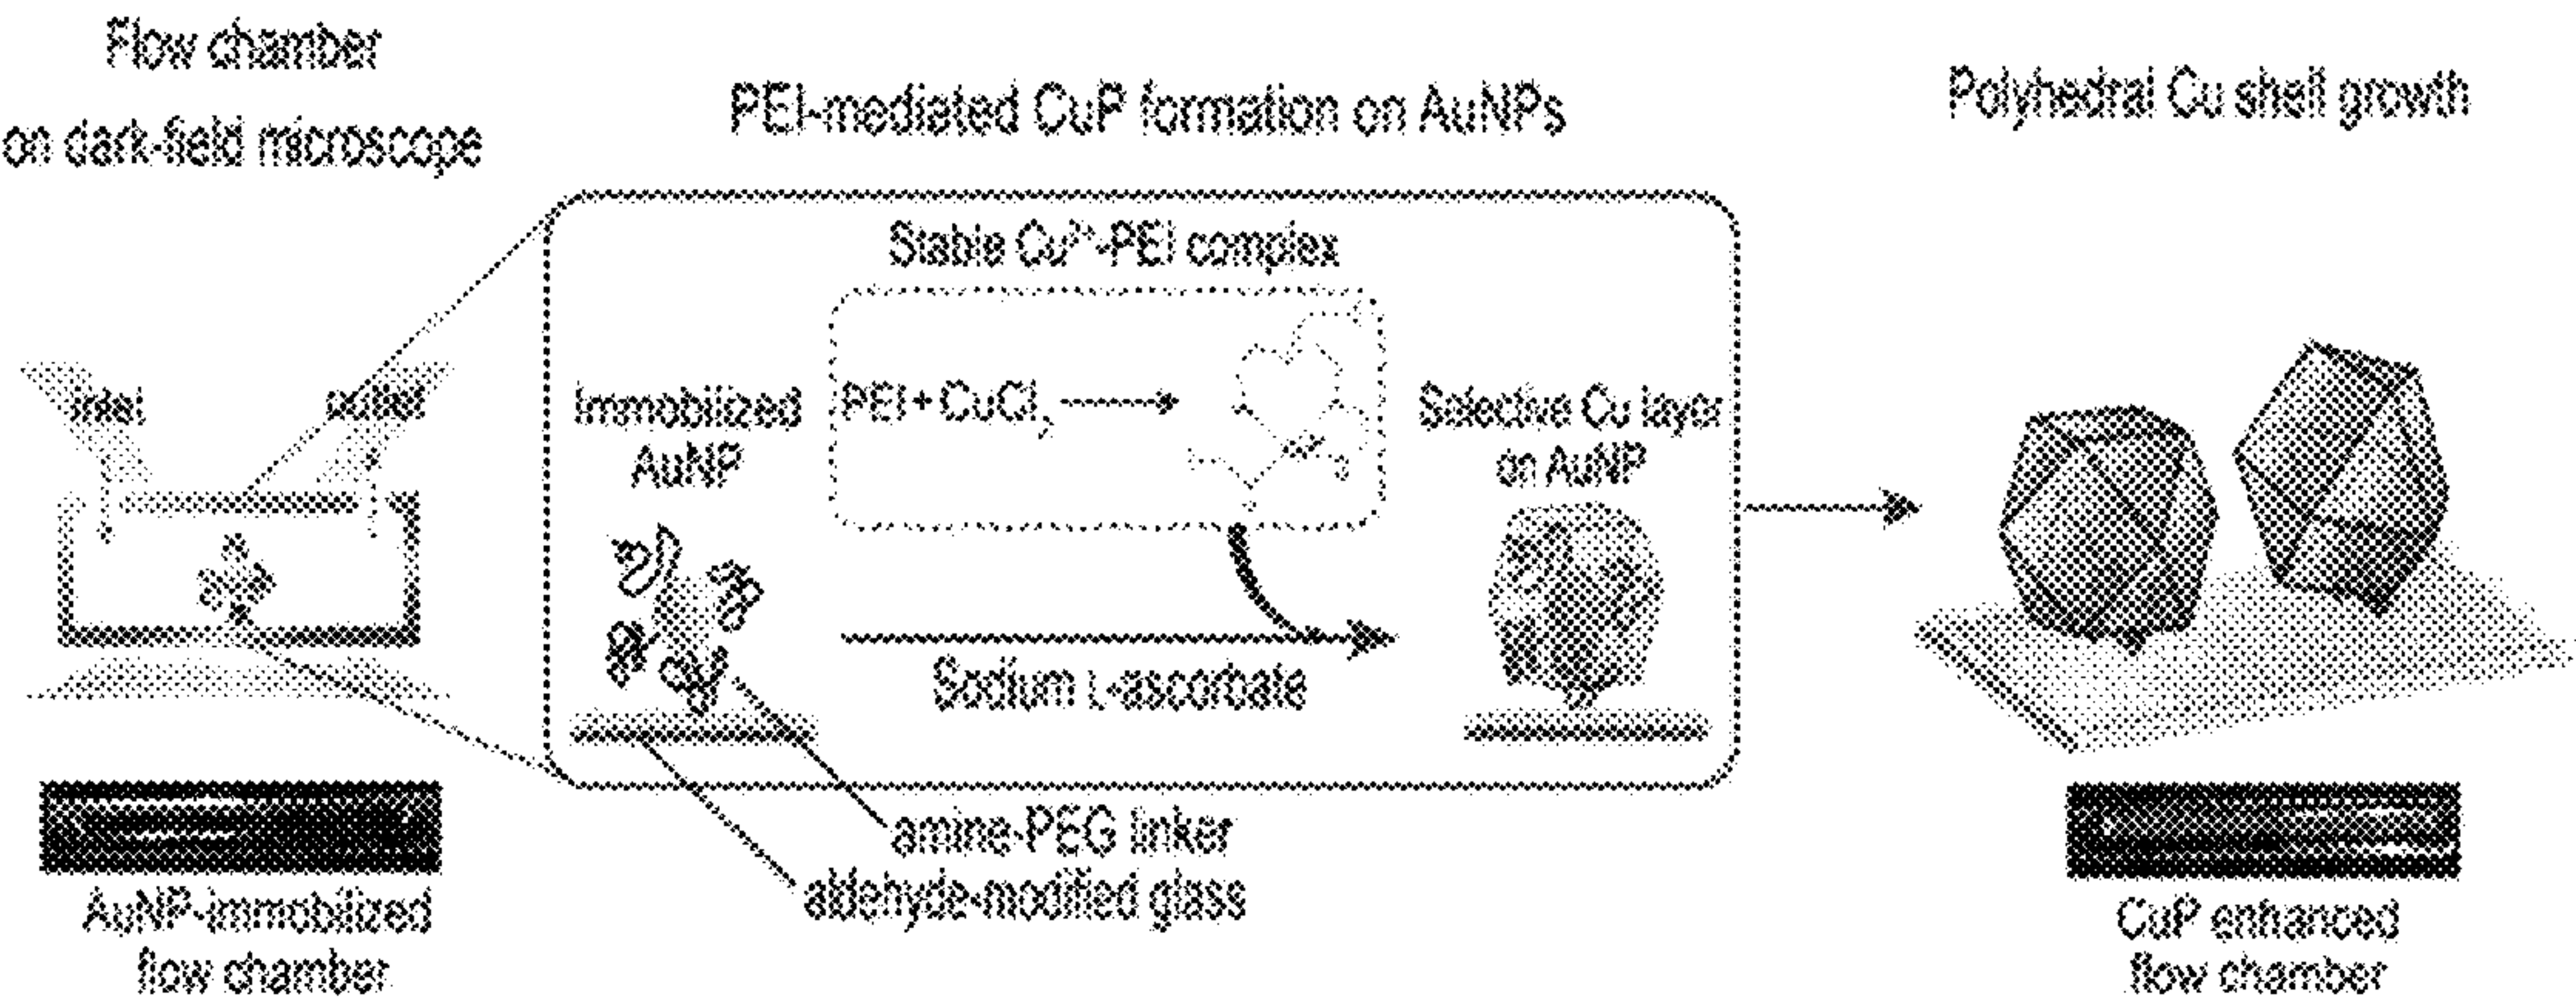 Flow chamber
on dark-field microscope
PEI-mediated CuP formation on AuNPs
Polyhedral Cu shell growth
Stable Cu²⁺-PEI complex
inlet
outlet
Immobilized
AuNP
PEI + CuCl₂
Selective Cu layer
on AuNP
Sodium L-ascorbate
amine-PEG linker
aldehyde-modified glass
AuNP-immobilized
flow chamber
CuP enhanced
flow chamber